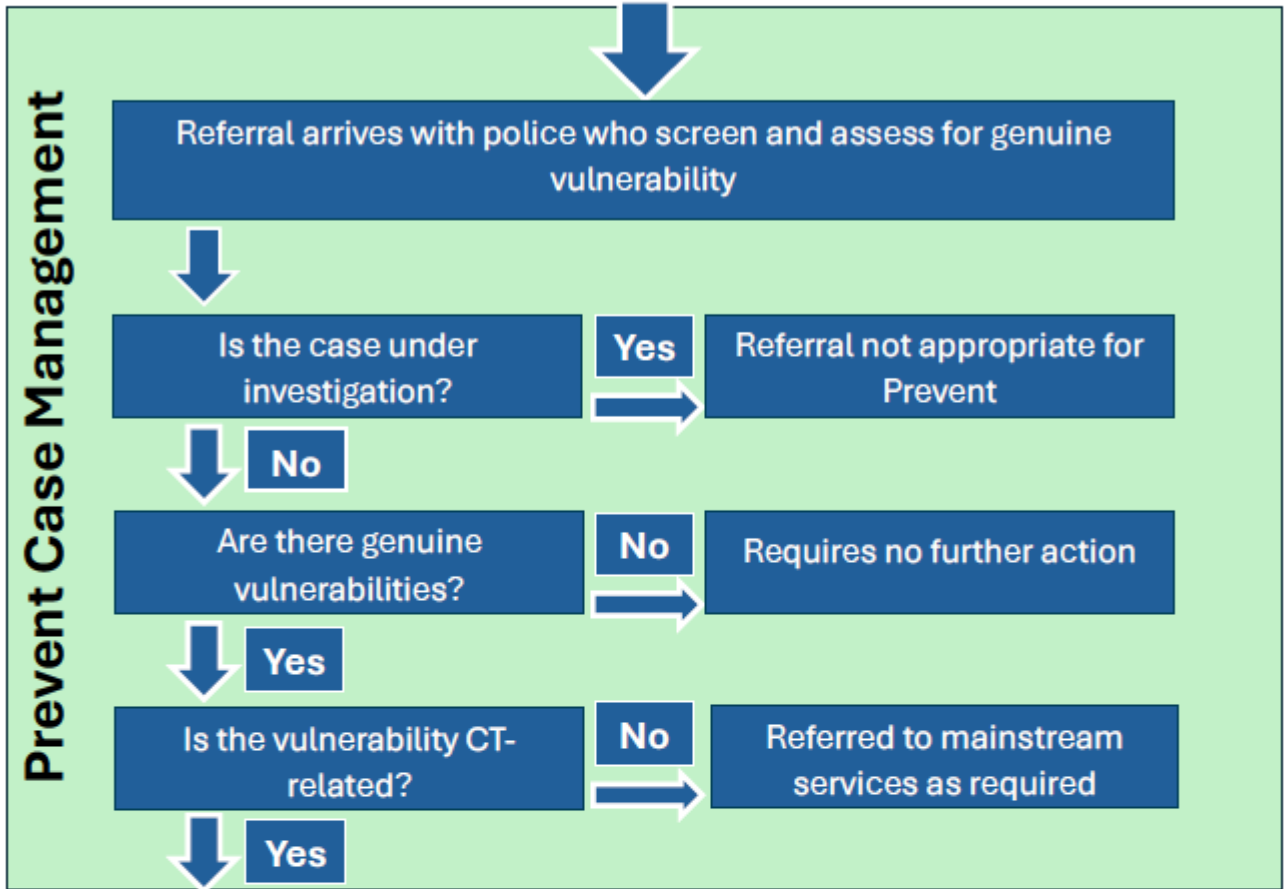 Prevent Case Management
Referral arrives with police who screen and assess for genuine
vulnerability
Is the case under
investigation?
Yes
Referral not appropriate for
Prevent
No
Are there genuine
vulnerabilities?
No
Requires no further action
Yes
Is the vulnerability CT-
related?
No
Referred to mainstream
services as required
Yes